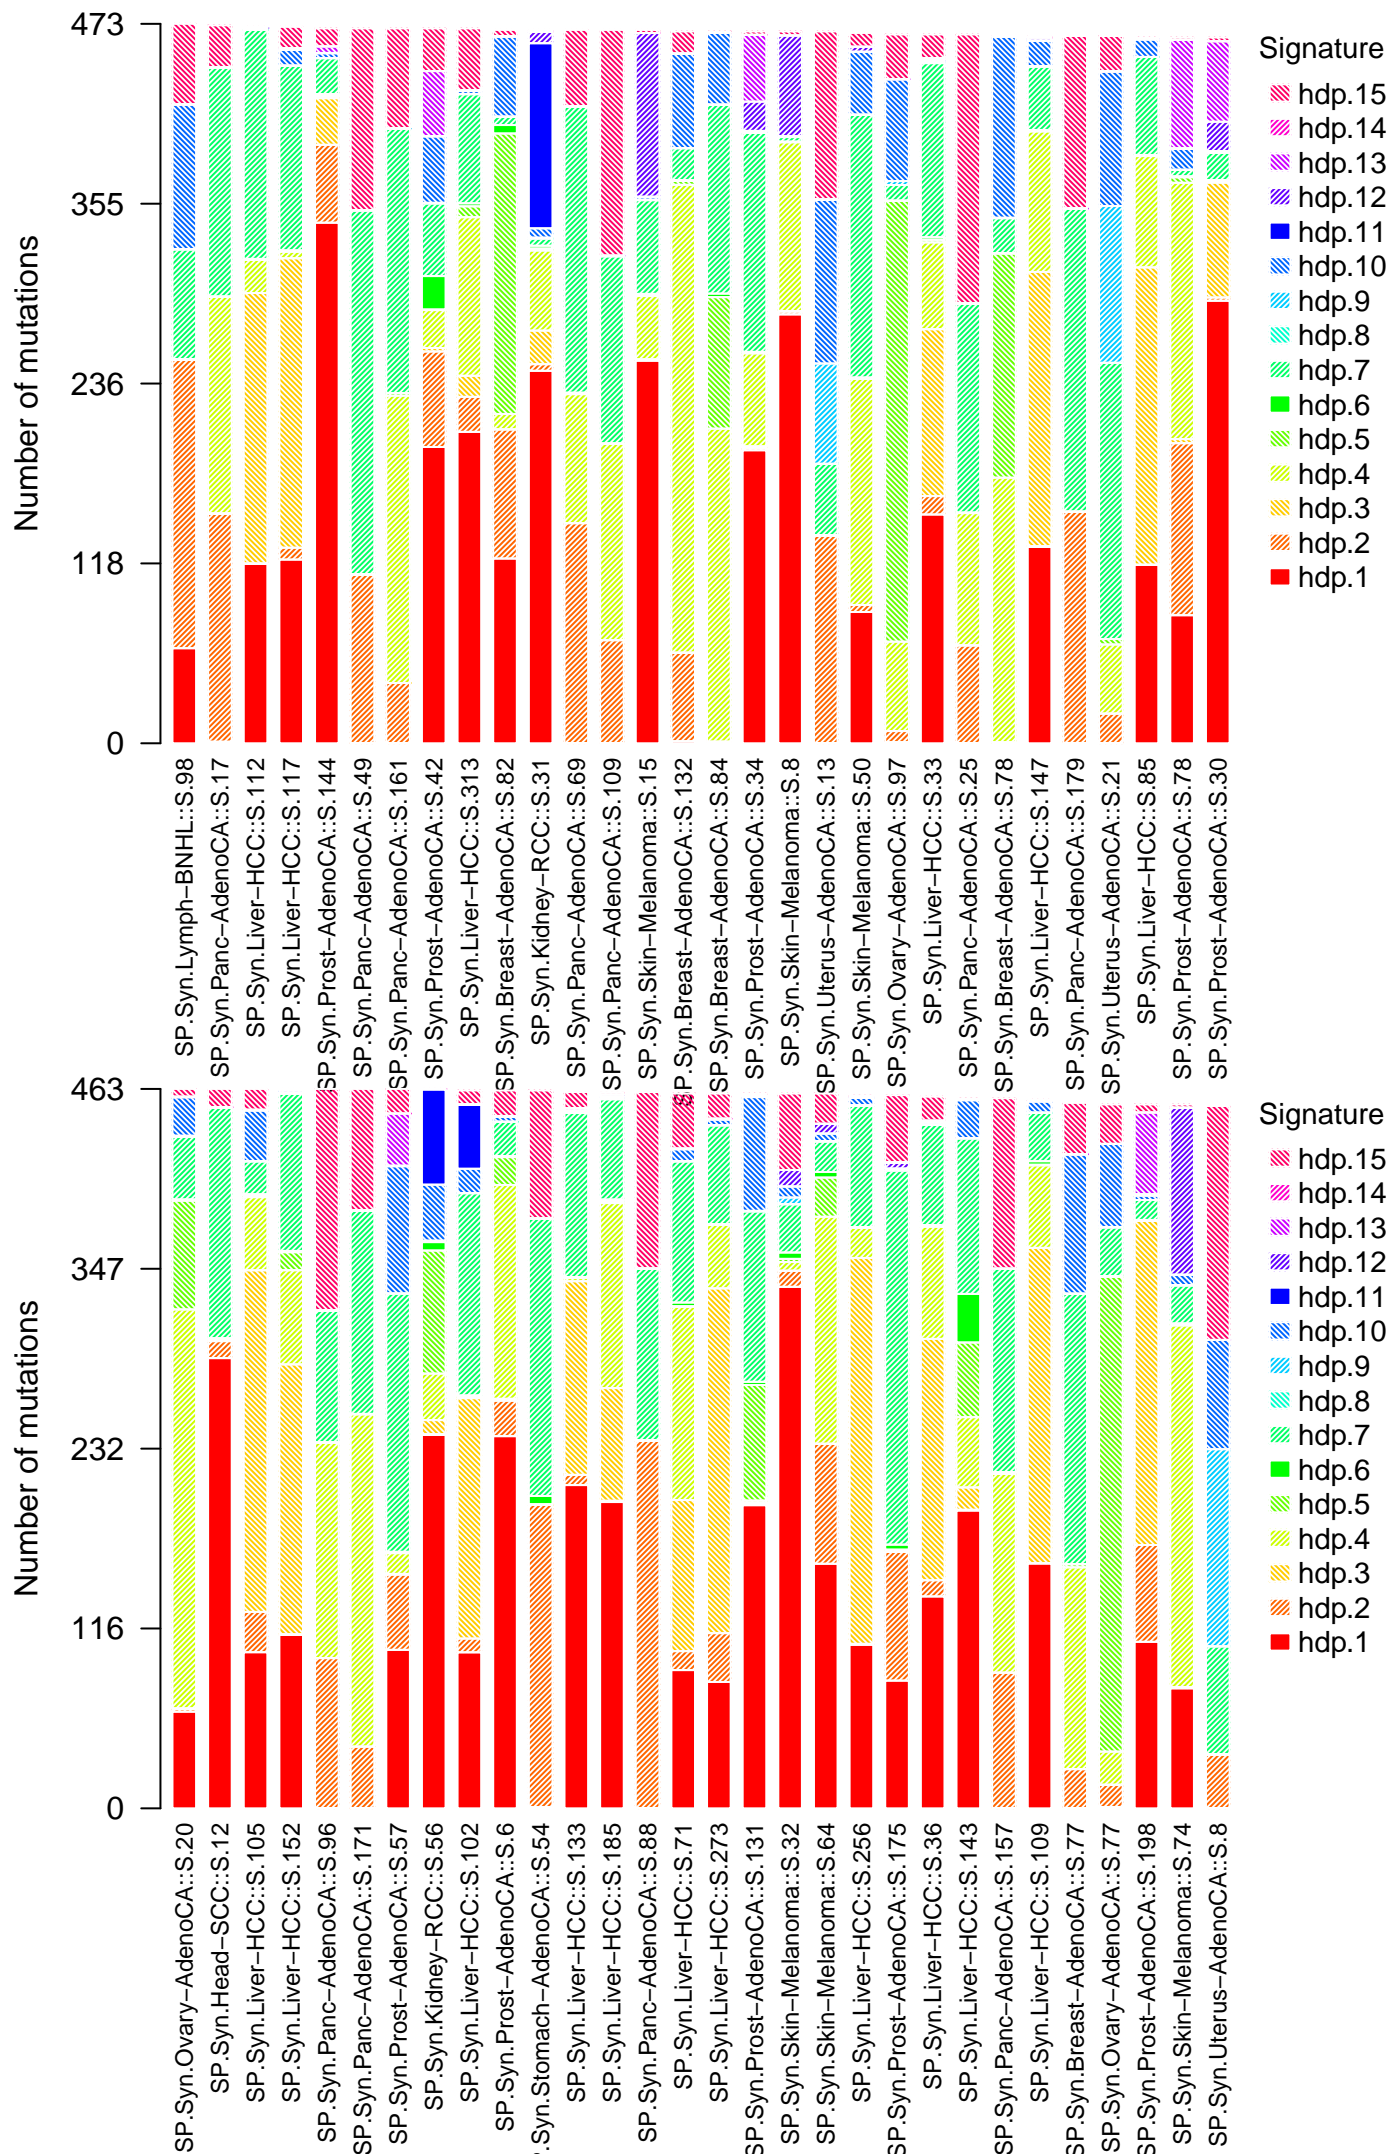 Number of mutations
473
355
236
118
0
SP.Syn.Lymph−BNHL::S.98
SP.Syn.Panc−AdenoCA::S.17
SP.Syn.Liver−HCC::S.112
SP.Syn.Liver−HCC::S.117
SP.Syn.Prost−AdenoCA::S.144
SP.Syn.Panc−AdenoCA::S.49
SP.Syn.Panc−AdenoCA::S.161
SP.Syn.Prost−AdenoCA::S.42
SP.Syn.Liver−HCC::S.313
SP.Syn.Breast−AdenoCA::S.82
SP.Syn.Kidney−RCC::S.31
SP.Syn.Panc−AdenoCA::S.69
SP.Syn.Panc−AdenoCA::S.109
SP.Syn.Skin−Melanoma::S.15
SP.Syn.Breast−AdenoCA::S.132
SP.Syn.Breast−AdenoCA::S.84
SP.Syn.Prost−AdenoCA::S.34
SP.Syn.Skin−Melanoma::S.8
SP.Syn.Uterus−AdenoCA::S.13
SP.Syn.Skin−Melanoma::S.50
SP.Syn.Ovary−AdenoCA::S.97
SP.Syn.Liver−HCC::S.33
SP.Syn.Panc−AdenoCA::S.25
SP.Syn.Breast−AdenoCA::S.78
SP.Syn.Liver−HCC::S.147
SP.Syn.Panc−AdenoCA::S.179
SP.Syn.Uterus−AdenoCA::S.21
SP.Syn.Liver−HCC::S.85
SP.Syn.Prost−AdenoCA::S.78
SP.Syn.Prost−AdenoCA::S.30
Signature
hdp.15
hdp.14
hdp.13
hdp.12
hdp.11
hdp.10
hdp.9
hdp.8
hdp.7
hdp.6
hdp.5
hdp.4
hdp.3
hdp.2
hdp.1
Number of mutations
463
347
232
116
0
SP.Syn.Ovary−AdenoCA::S.20
SP.Syn.Head−SCC::S.12
SP.Syn.Liver−HCC::S.105
SP.Syn.Liver−HCC::S.152
SP.Syn.Panc−AdenoCA::S.96
SP.Syn.Panc−AdenoCA::S.171
SP.Syn.Prost−AdenoCA::S.57
SP.Syn.Kidney−RCC::S.56
SP.Syn.Liver−HCC::S.102
SP.Syn.Prost−AdenoCA::S.6
.Syn.Stomach−AdenoCA::S.54
SP.Syn.Liver−HCC::S.133
SP.Syn.Liver−HCC::S.185
SP.Syn.Panc−AdenoCA::S.88
SP.Syn.Liver−HCC::S.71
SP.Syn.Liver−HCC::S.273
SP.Syn.Prost−AdenoCA::S.131
SP.Syn.Skin−Melanoma::S.32
SP.Syn.Skin−Melanoma::S.64
SP.Syn.Liver−HCC::S.256
SP.Syn.Prost−AdenoCA::S.175
SP.Syn.Liver−HCC::S.36
SP.Syn.Liver−HCC::S.143
SP.Syn.Panc−AdenoCA::S.157
SP.Syn.Liver−HCC::S.109
SP.Syn.Breast−AdenoCA::S.77
SP.Syn.Ovary−AdenoCA::S.77
SP.Syn.Prost−AdenoCA::S.198
SP.Syn.Skin−Melanoma::S.74
SP.Syn.Uterus−AdenoCA::S.8
Signature
hdp.15
hdp.14
hdp.13
hdp.12
hdp.11
hdp.10
hdp.9
hdp.8
hdp.7
hdp.6
hdp.5
hdp.4
hdp.3
hdp.2
hdp.1